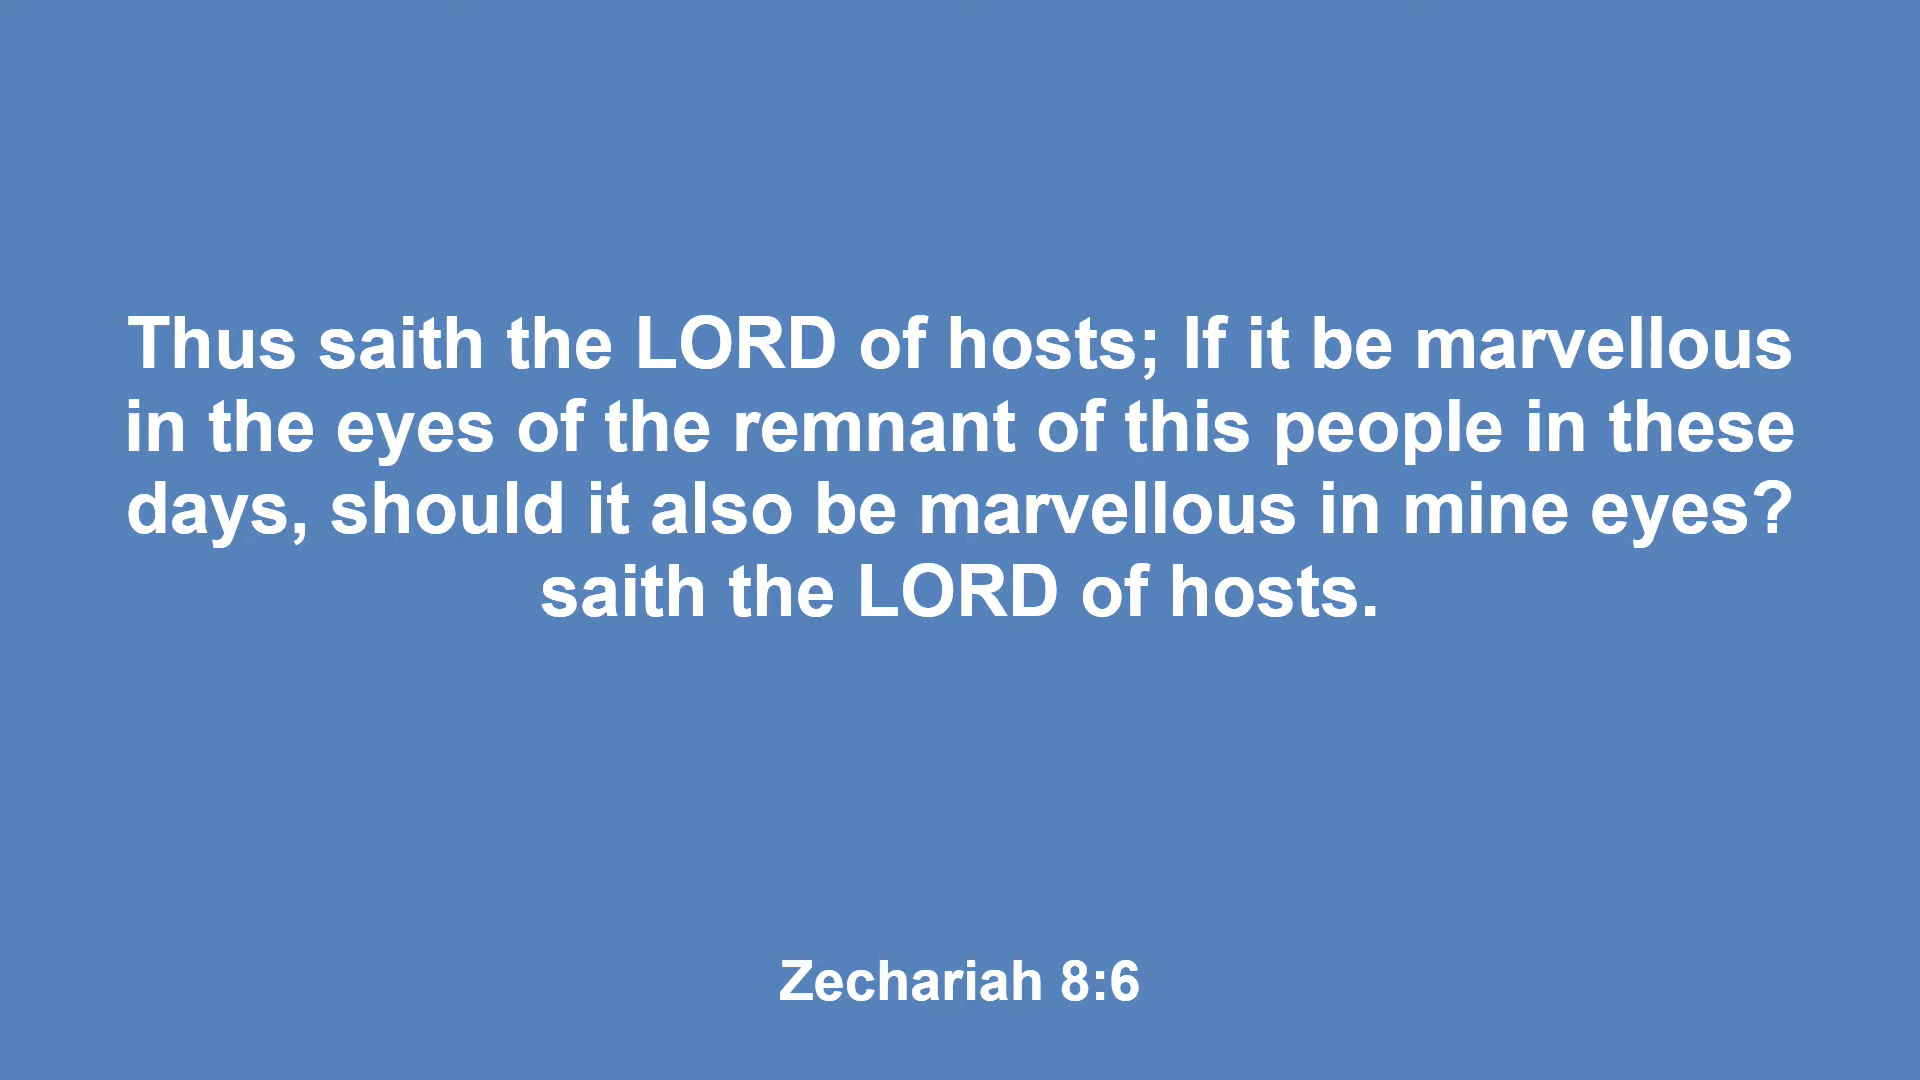 Thus saith the LORD of hosts; If it be marvellous
in the eyes of the remnant of this people in these
days, should it also be marvellous in mine eyes?
saith the LORD of hosts.
Zechariah 8:6